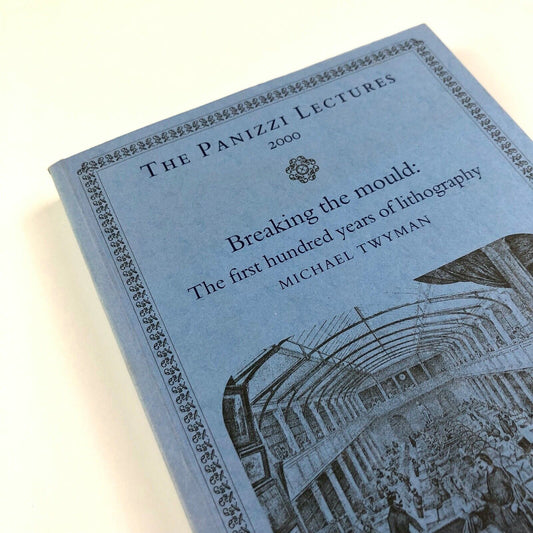 The Panizzi Lectures
2000
Breaking the mould:
The first hundred years of lithography
MICHAEL TWYMAN